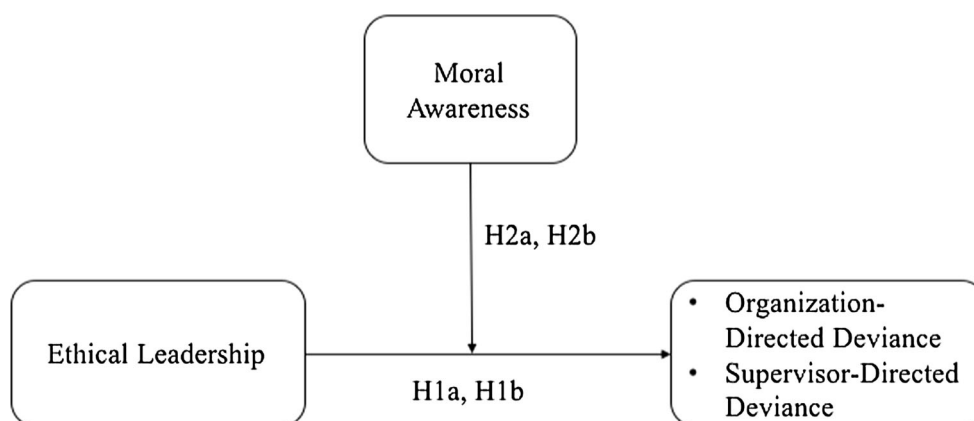 Moral
Awareness
H2a, H2b
Ethical Leadership
H1a, H1b
• Organization-
Directed Deviance
• Supervisor-Directed
Deviance